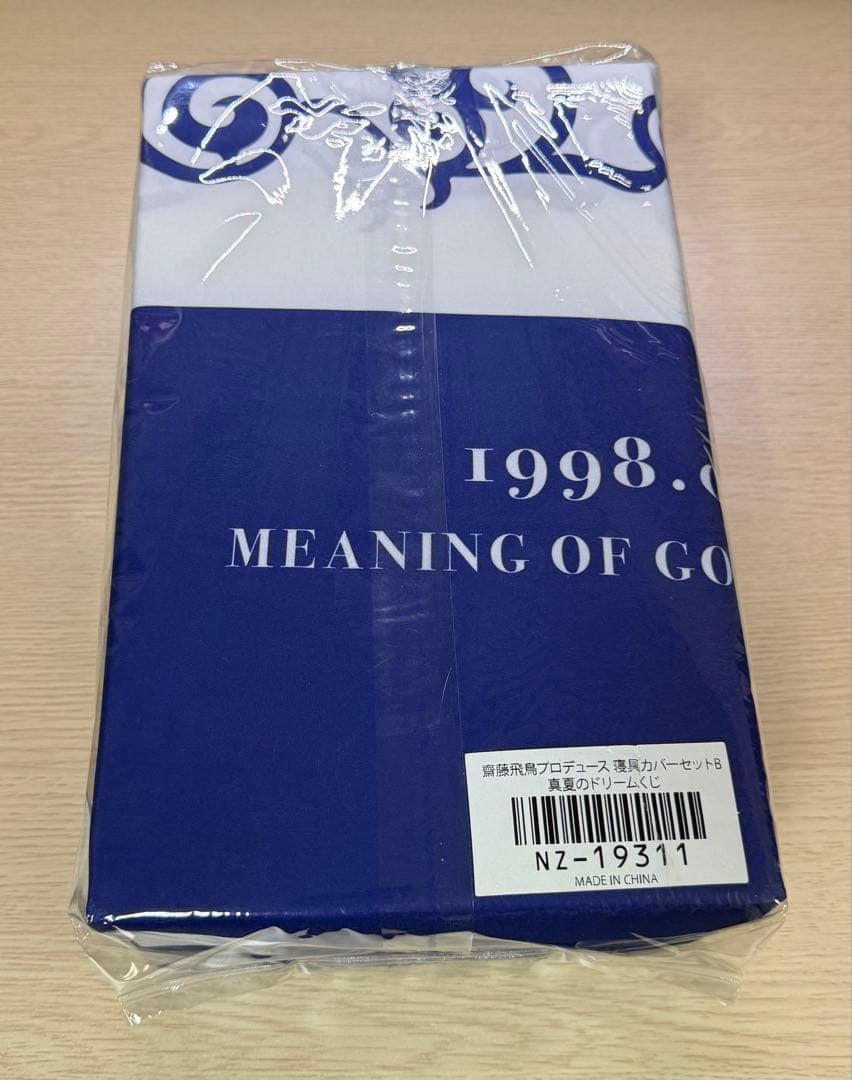 1998.
MEANING OF GO
齋藤飛鳥プロデュース 寝具カバーセットB
真夏のドリームくじ
NZ-19311
MADE IN CHINA